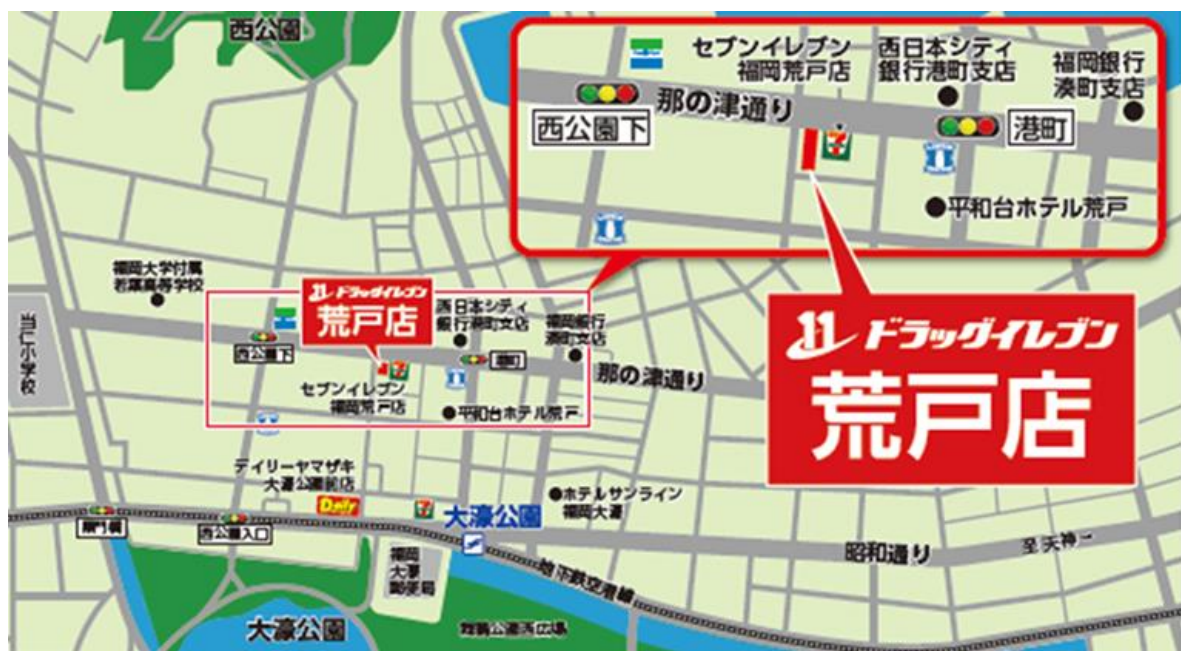 西公園
セブンイレブン
福岡荒戸店
西日本シティ
銀行港町支店
福岡銀行
湊町支店
那の津通り
西公園下
港町
平和台ホテル荒戸
ドラッグイレブン
荒戸店
福岡大学付属
若葉高等学校
当仁小学校
ドラッグイレブン
荒戸店
西日本シティ
銀行港町支店
福岡銀行
湊町支店
西公園下
港町
那の津通り
セブンイレブン
福岡荒戸店
平和台ホテル荒戸
デイリーヤマザキ
大濠公園前店
Daily
ホテルサンライン
福岡大濠
大濠公園
黒門橋
西公園入口
昭和通り
至天神
福岡
大濠
郵便局
地下鉄空港線
大濠公園